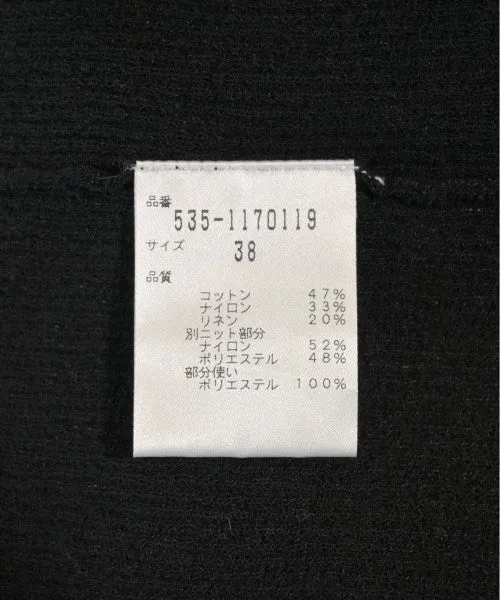 品番
535-1170119
サイズ 38
品質
コットン 47%
ナイロン 33%
リネン 20%
別ニット部分
ナイロン 52%
ポリエステル 48%
部分使い
ポリエステル 100%